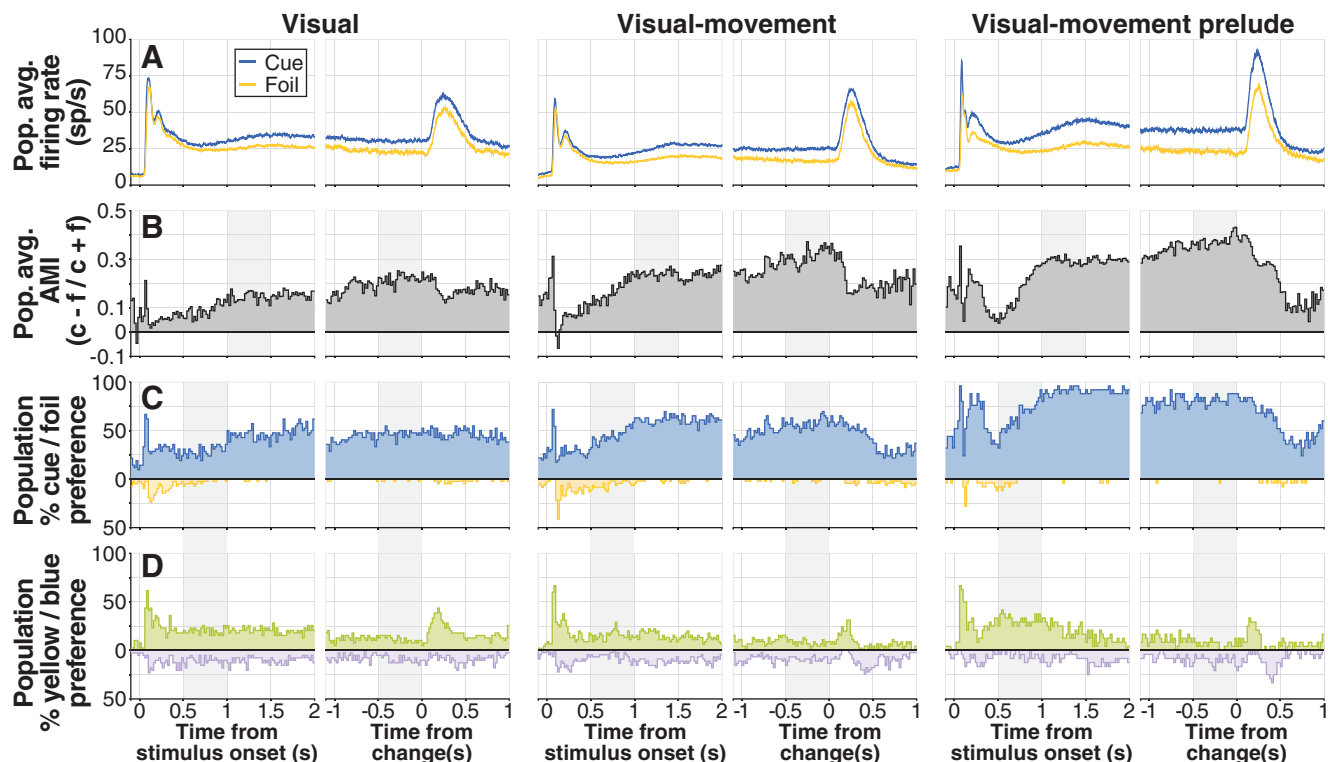 Visual Visual-movement Visual-movement prelude
A
Cue
Foil
Pop. avg.
firing rate
(sp/s)
100
75
50
25
0
B
Pop. avg.
AMI
(c - f / c + f)
0.5
0.3
0.1
0
-0.1
C
Population
% cue / foil
preference
100
50
0
50
D
Population
% yellow / blue
preference
100
50
0
50
0 0.5 1 1.5 2 -1 -0.5 0 0.5 1 0 0.5 1 1.5 2 -1 -0.5 0 0.5 1 0 0.5 1 1.5 2 -1 -0.5 0 0.5 1
Time from Time from Time from Time from Time from Time from
stimulus onset (s) change(s) stimulus onset (s) change(s) stimulus onset (s) change(s)